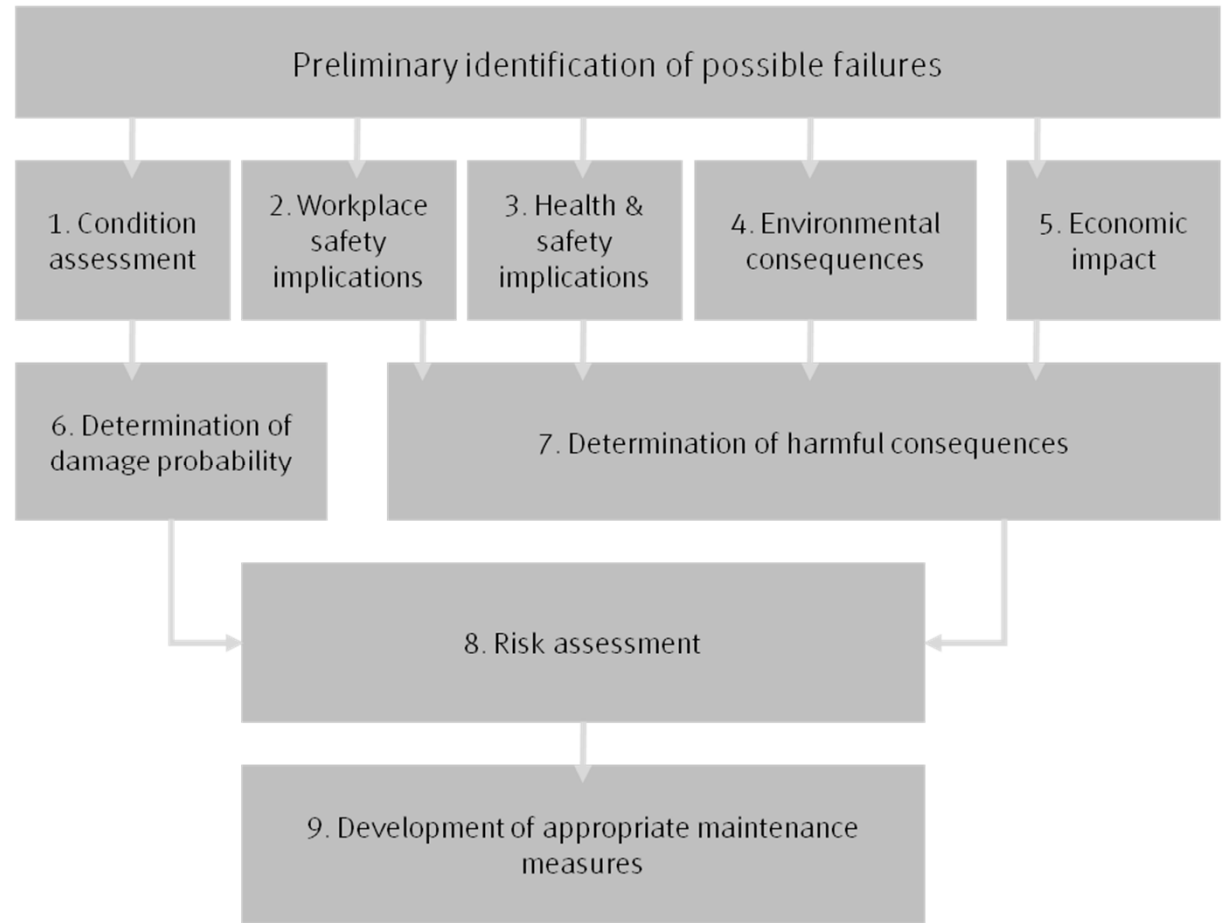 Preliminary identification of possible failures
1. Condition
assessment
2. Workplace
safety
implications
3. Health &
safety
implications
4. Environmental
consequences
5. Economic
impact
6. Determination of
damage probability
7. Determination of harmful consequences
8. Risk assessment
9. Development of appropriate maintenance
measures